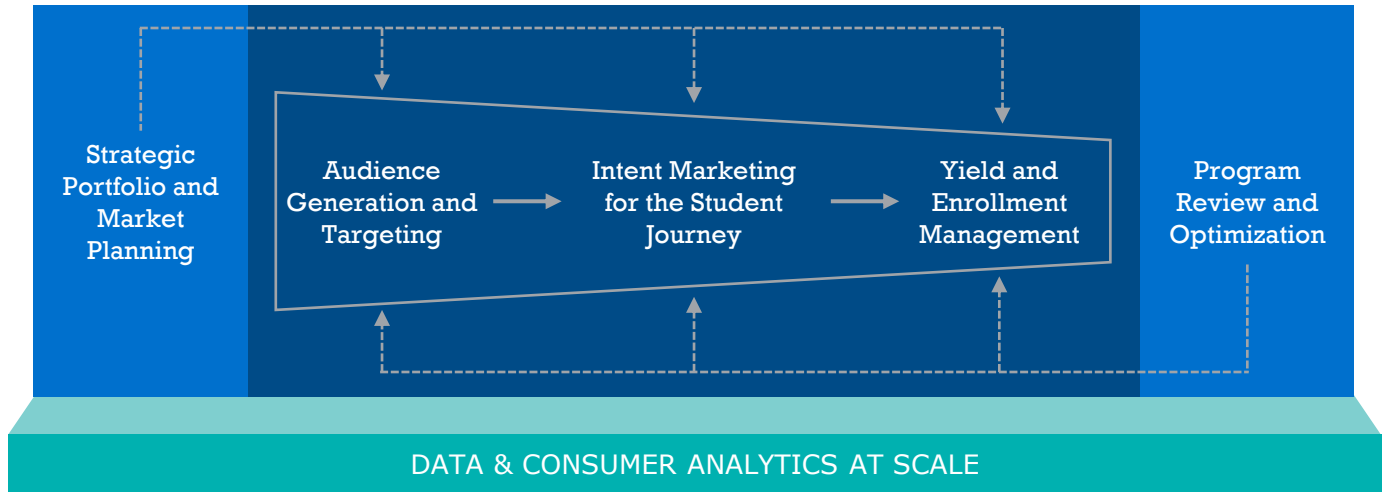 Strategic
Portfolio and
Market
Planning
Audience
Generation and
Targeting
Intent Marketing
for the Student
Journey
Yield and
Enrollment
Management
Program
Review and
Optimization
DATA & CONSUMER ANALYTICS AT SCALE